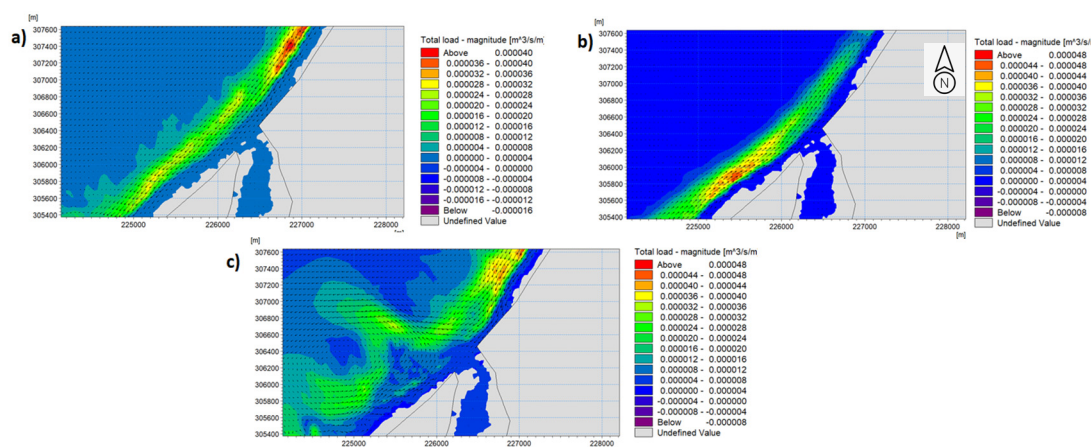 a)
[m]
307600
307400
307200
307000
306800
306600
306400
306200
306000
305800
305600
305400
225000
226000
227000
228000
Total load - magnitude [m^3/s/m]
Above 0.000040
0.000036 - 0.000040
0.000032 - 0.000036
0.000028 - 0.000032
0.000024 - 0.000028
0.000020 - 0.000024
0.000016 - 0.000020
0.000012 - 0.000016
0.000008 - 0.000012
0.000004 - 0.000008
0.000000 - 0.000004
-0.000004 - 0.000000
-0.000008 - -0.000004
-0.000012 - -0.000008
-0.000016 - -0.000012
Below -0.000016
Undefined Value
b)
[m]
307600
307400
307200
307000
306800
306600
306400
306200
306000
305800
305600
305400
225000
226000
227000
228000
[m]
N
Total load - magnitude [m^3/s/m
Above 0.000048
0.000044 - 0.000048
0.000040 - 0.000044
0.000036 - 0.000040
0.000032 - 0.000036
0.000028 - 0.000032
0.000024 - 0.000028
0.000020 - 0.000024
0.000016 - 0.000020
0.000012 - 0.000016
0.000008 - 0.000012
0.000004 - 0.000008
0.000000 - 0.000004
-0.000004 - 0.000000
-0.000008 - -0.000004
Below -0.000008
Undefined Value
c)
[m]
307600
307400
307200
307000
306800
306600
306400
306200
306000
305800
305600
305400
225000
226000
227000
228000
Total load - magnitude [m^3/s/m
Above 0.000048
0.000044 - 0.000048
0.000040 - 0.000044
0.000036 - 0.000040
0.000032 - 0.000036
0.000028 - 0.000032
0.000024 - 0.000028
0.000020 - 0.000024
0.000016 - 0.000020
0.000012 - 0.000016
0.000008 - 0.000012
0.000004 - 0.000008
0.000000 - 0.000004
-0.000004 - 0.000000
-0.000008 - -0.000004
Below -0.000008
Undefined Value